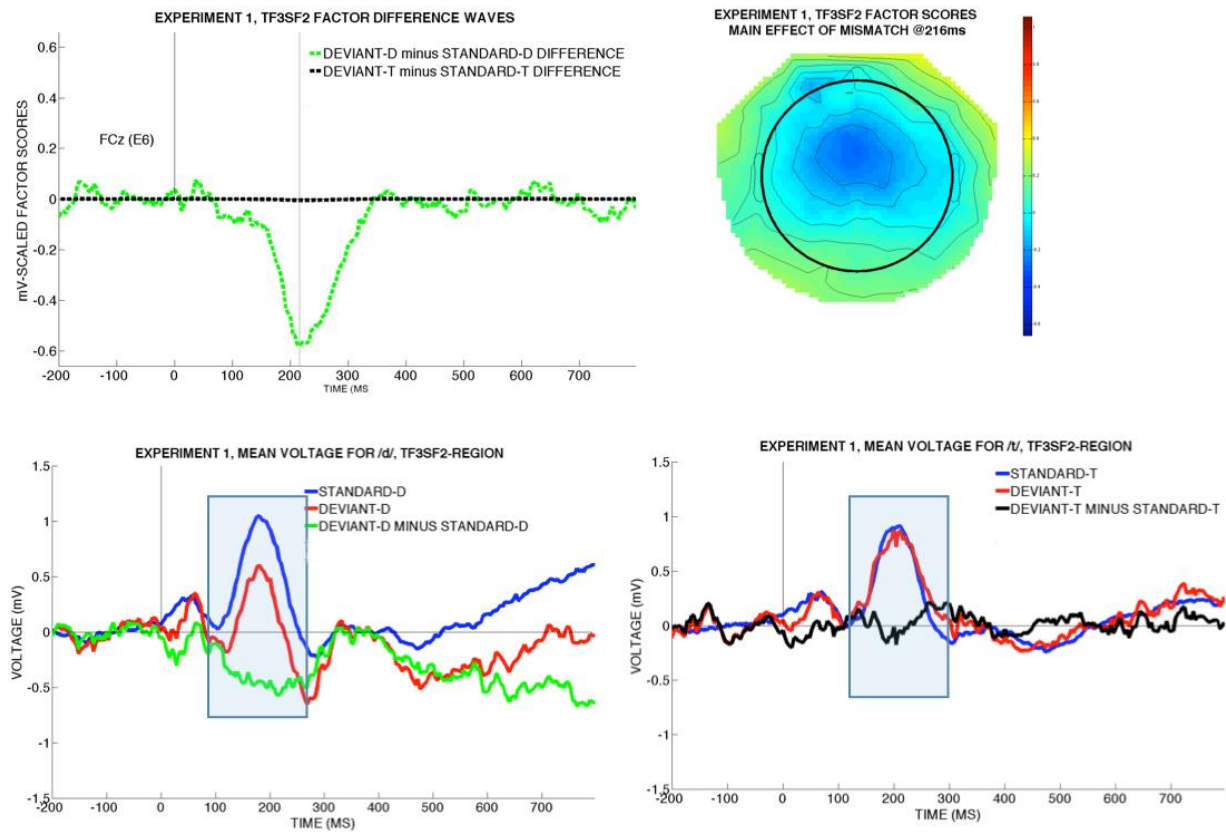 EXPERIMENT 1, TF3SF2 FACTOR DIFFERENCE WAVES
0.6
0.4
0.2
0
-0.2
-0.4
-0.6
mV-SCALED FACTOR SCORES
DEVIANT-D minus STANDARD-D DIFFERENCE
DEVIANT-T minus STANDARD-T DIFFERENCE
FCz (E6)
-200 -100 0 100 200 300 400 500 600 700
TIME (MS
EXPERIMENT 1, TF3SF2 FACTOR SCORES
MAIN EFFECT OF MISMATCH @216ms
EXPERIMENT 1, MEAN VOLTAGE FOR /d/, TF3SF2-REGION
1.5
1
0.5
0
-0.5
-1
-1.5
VOLTAGE (mV)
STANDARD-D
DEVIANT-D
DEVIANT-D MINUS STANDARD-D
-200 -100 0 100 200 300 400 500 600 700
TIME (MS)
EXPERIMENT 1, MEAN VOLTAGE FOR /t/, TF3SF2-REGION
1.5
1
0.5
0
-0.5
-1
-1.5
VOLTAGE (mV)
STANDARD-T
DEVIANT-T
DEVIANT-T MINUS STANDARD-T
-200 -100 0 100 200 300 400 500 600 700
TIME (MS)